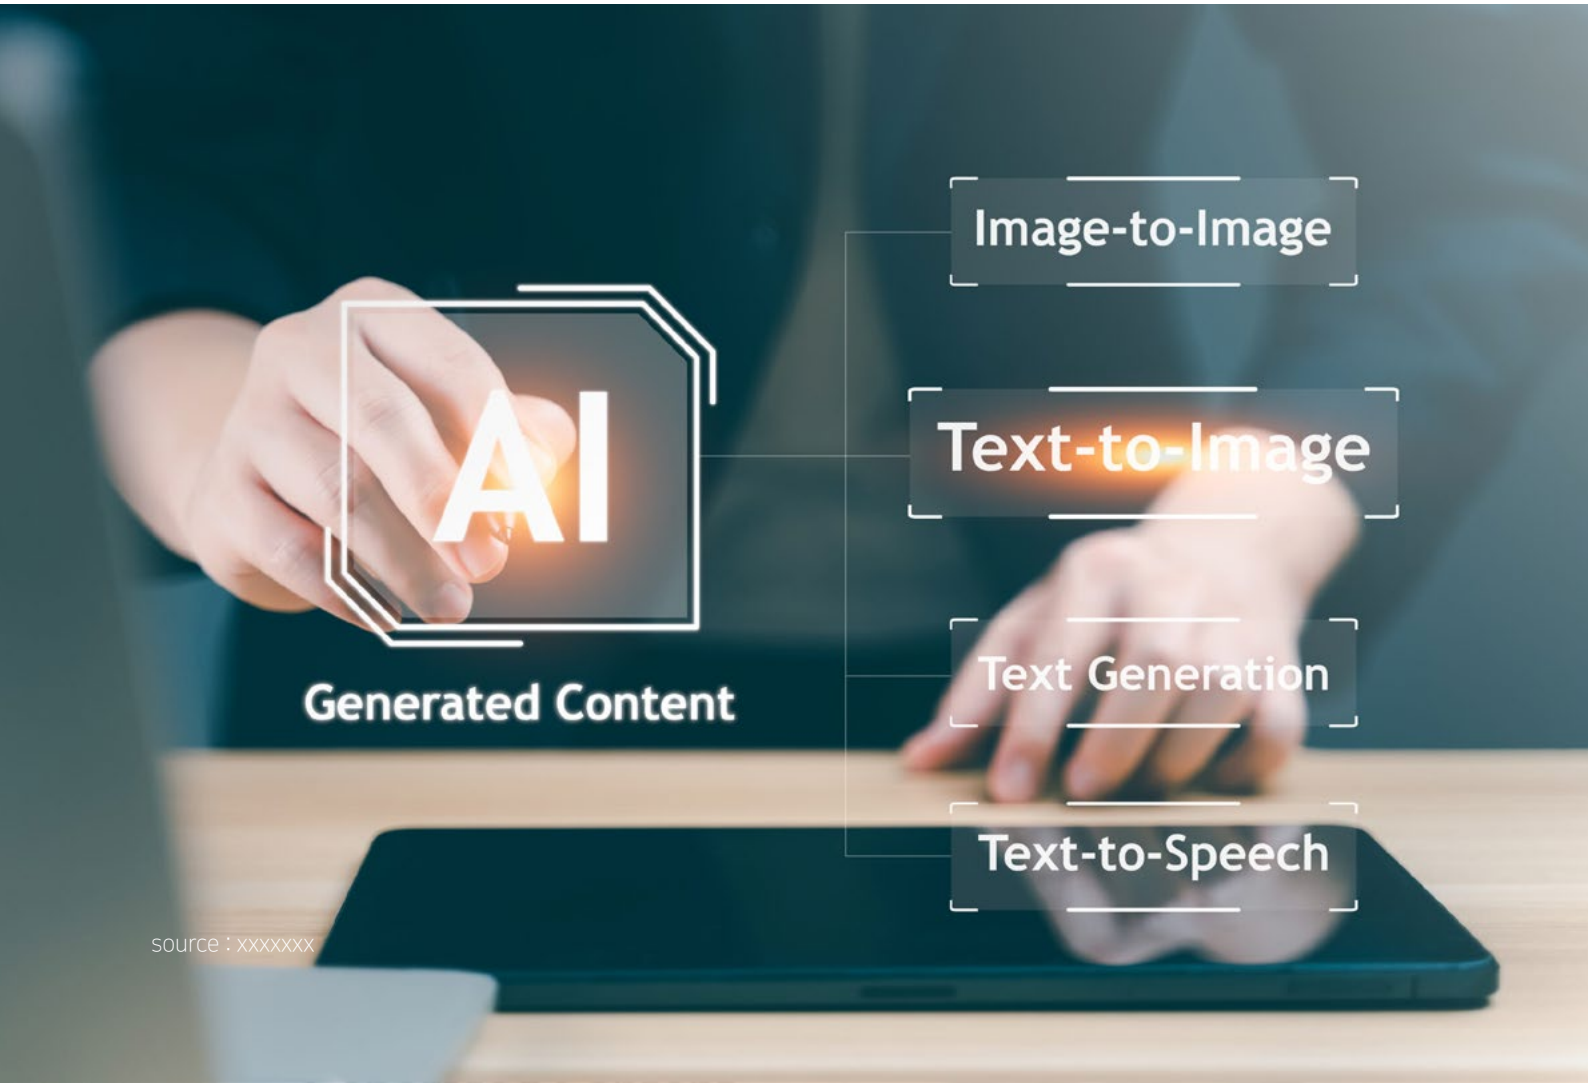 AI
Generated Content
Image-to-Image
Text-to-Image
Text Generation
Text-to-Speech
source : xxxxxxx